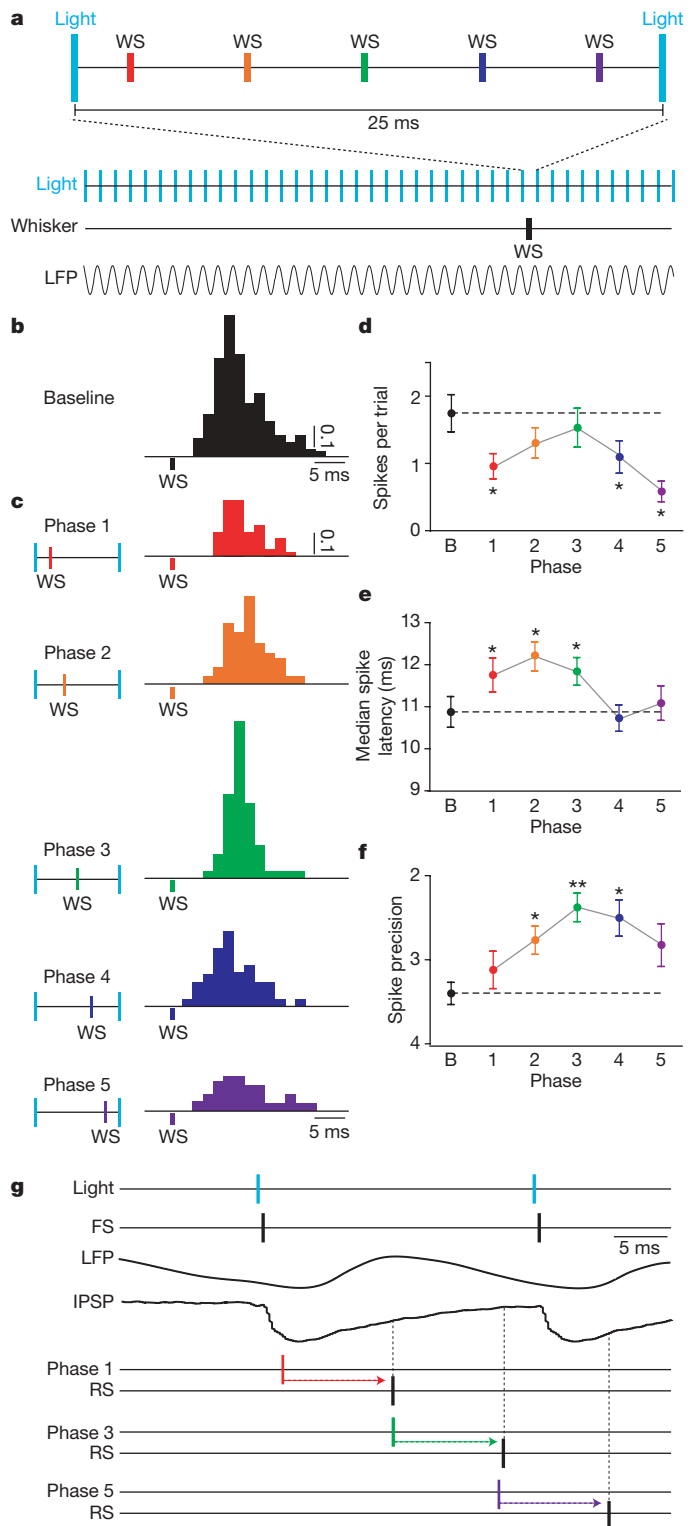 a
Light
Light
WS WS WS WS WS
25 ms
Light
Whisker
WS
LFP
b
Baseline
0.1
5 ms
WS
c
Phase 1
WS
0.1
WS
Phase 2
WS
WS
Phase 3
WS
WS
Phase 4
WS
WS
Phase 5
WS
WS
5 ms
d
Spikes per trial
2
1
0
*
*
*
B 1 2 3 4 5
Phase
e
Median spike
latency (ms)
13
12
11
10
9
* * *
B 1 2 3 4 5
Phase
f
Spike precision
2
3
4
* ** *
B 1 2 3 4 5
Phase
g
Light
FS
5 ms
LFP
IPSP
Phase 1
RS
Phase 3
RS
Phase 5
RS